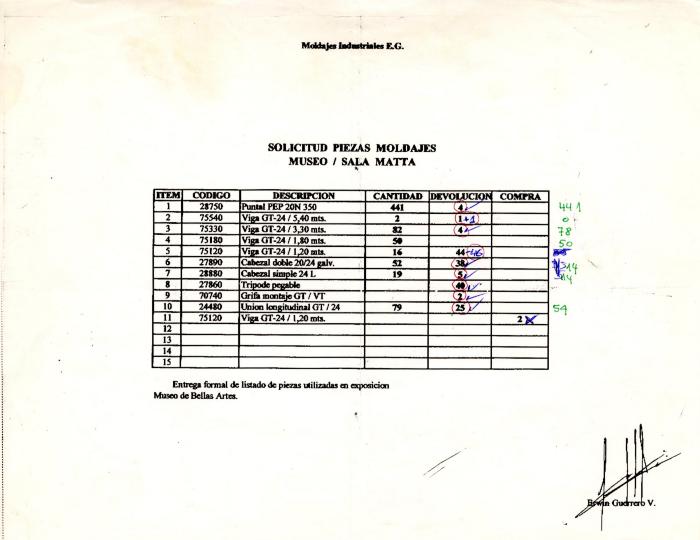 Moldajes Industriales E.G.
SOLICITUD PIEZAS MOLDAJES
MUSEO / SALA MATTA
ITEM CODIGO DESCRIPCION CANTIDAD DEVOLUCION COMPRA
1 28750 Puntal PEP 20N 350 441 4 441
2 75540 Viga GT-24 / 5,40 mts. 2 1+1 0
3 75330 Viga GT-24 / 3,30 mts. 82 4 78
4 75180 Viga GT-24 / 1,80 mts. 50 50
5 75120 Viga GT-24 / 1,20 mts. 16 44
6 27890 Cabezal doble 20/24 galv. 52 38 14
7 28880 Cabezal simple 24 L 19 5
8 27860 Tripode pegable 40
9 70740 Grifa montaje GT / VT 2
10 24480 Union longitudinal GT / 24 79 25 54
11 75120 Viga GT-24 / 1,20 mts. 2
12
13
14
15
Entrega formal de listado de piezas utilizadas en exposicion
Museo de Bellas Artes.
Erwin Guerrero V.